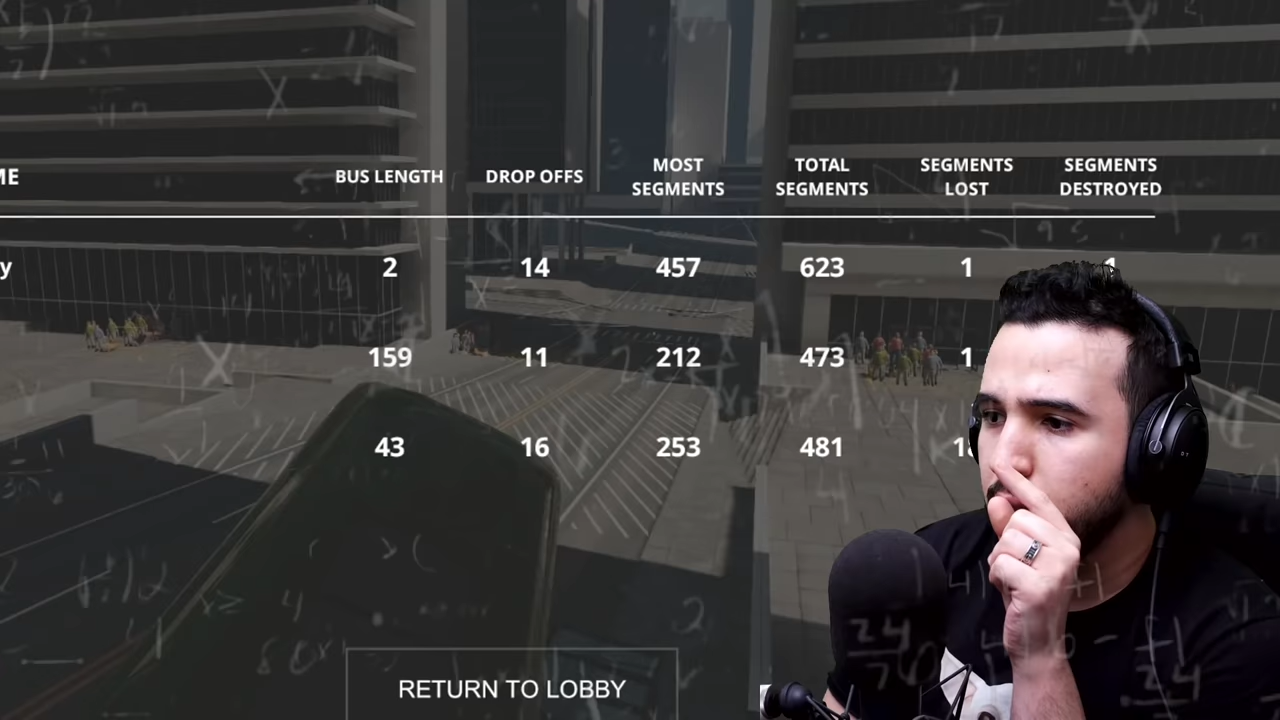 ME BUS LENGTH DROP OFFS MOST SEGMENTS TOTAL SEGMENTS SEGMENTS LOST SEGMENTS DESTROYED
y 2 14 457 623 1 1
159 11 212 473 1
43 16 253 481
RETURN TO LOBBY